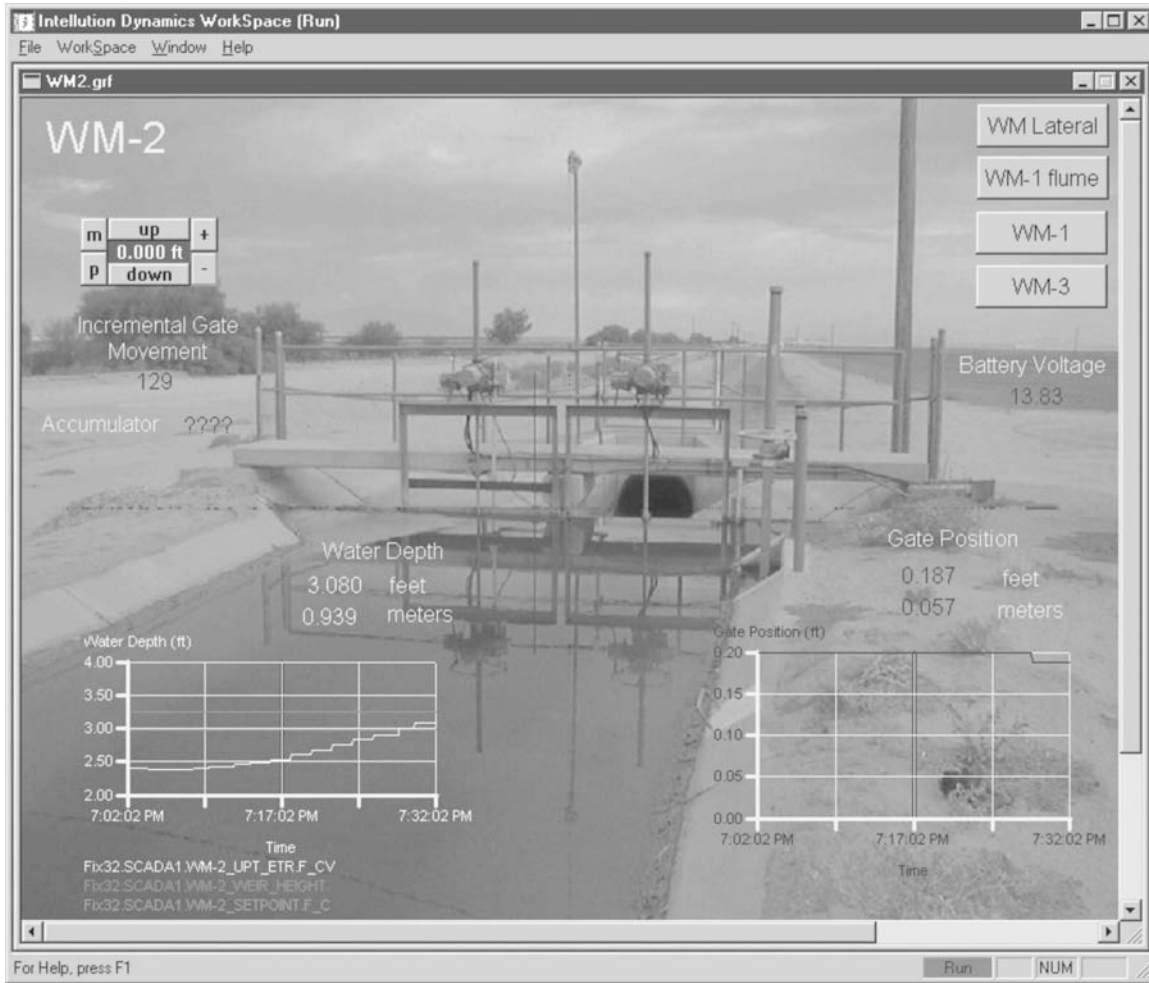 Intellution Dynamics WorkSpace (Run)
File WorkSpace Window Help
WM2.grf
WM-2
WM Lateral
WM-1 flume
WM-1
WM-3
m up +
0.000 ft
p down -
Incremental Gate
Movement
129
Accumulator ????
Battery Voltage
13.83
Water Depth
3.080 feet
0.939 meters
Gate Position
0.187 feet
0.057 meters
Water Depth (ft)
4.00
3.50
3.00
2.50
2.00
7:02:02 PM 7:17:02 PM 7:32:02 PM
Time
Fix32.SCADA1.WM-2_UPT_ETR.F_CV
Fix32.SCADA1.WM-2_WEIR_HEIGHT.
Fix32.SCADA1.WM-2_SETPOINT.F_C
Gate Position (ft)
0.20
0.15
0.10
0.05
0.00
7:02:02 PM 7:17:02 PM 7:32:02 PM
Time
For Help, press F1
Run NUM